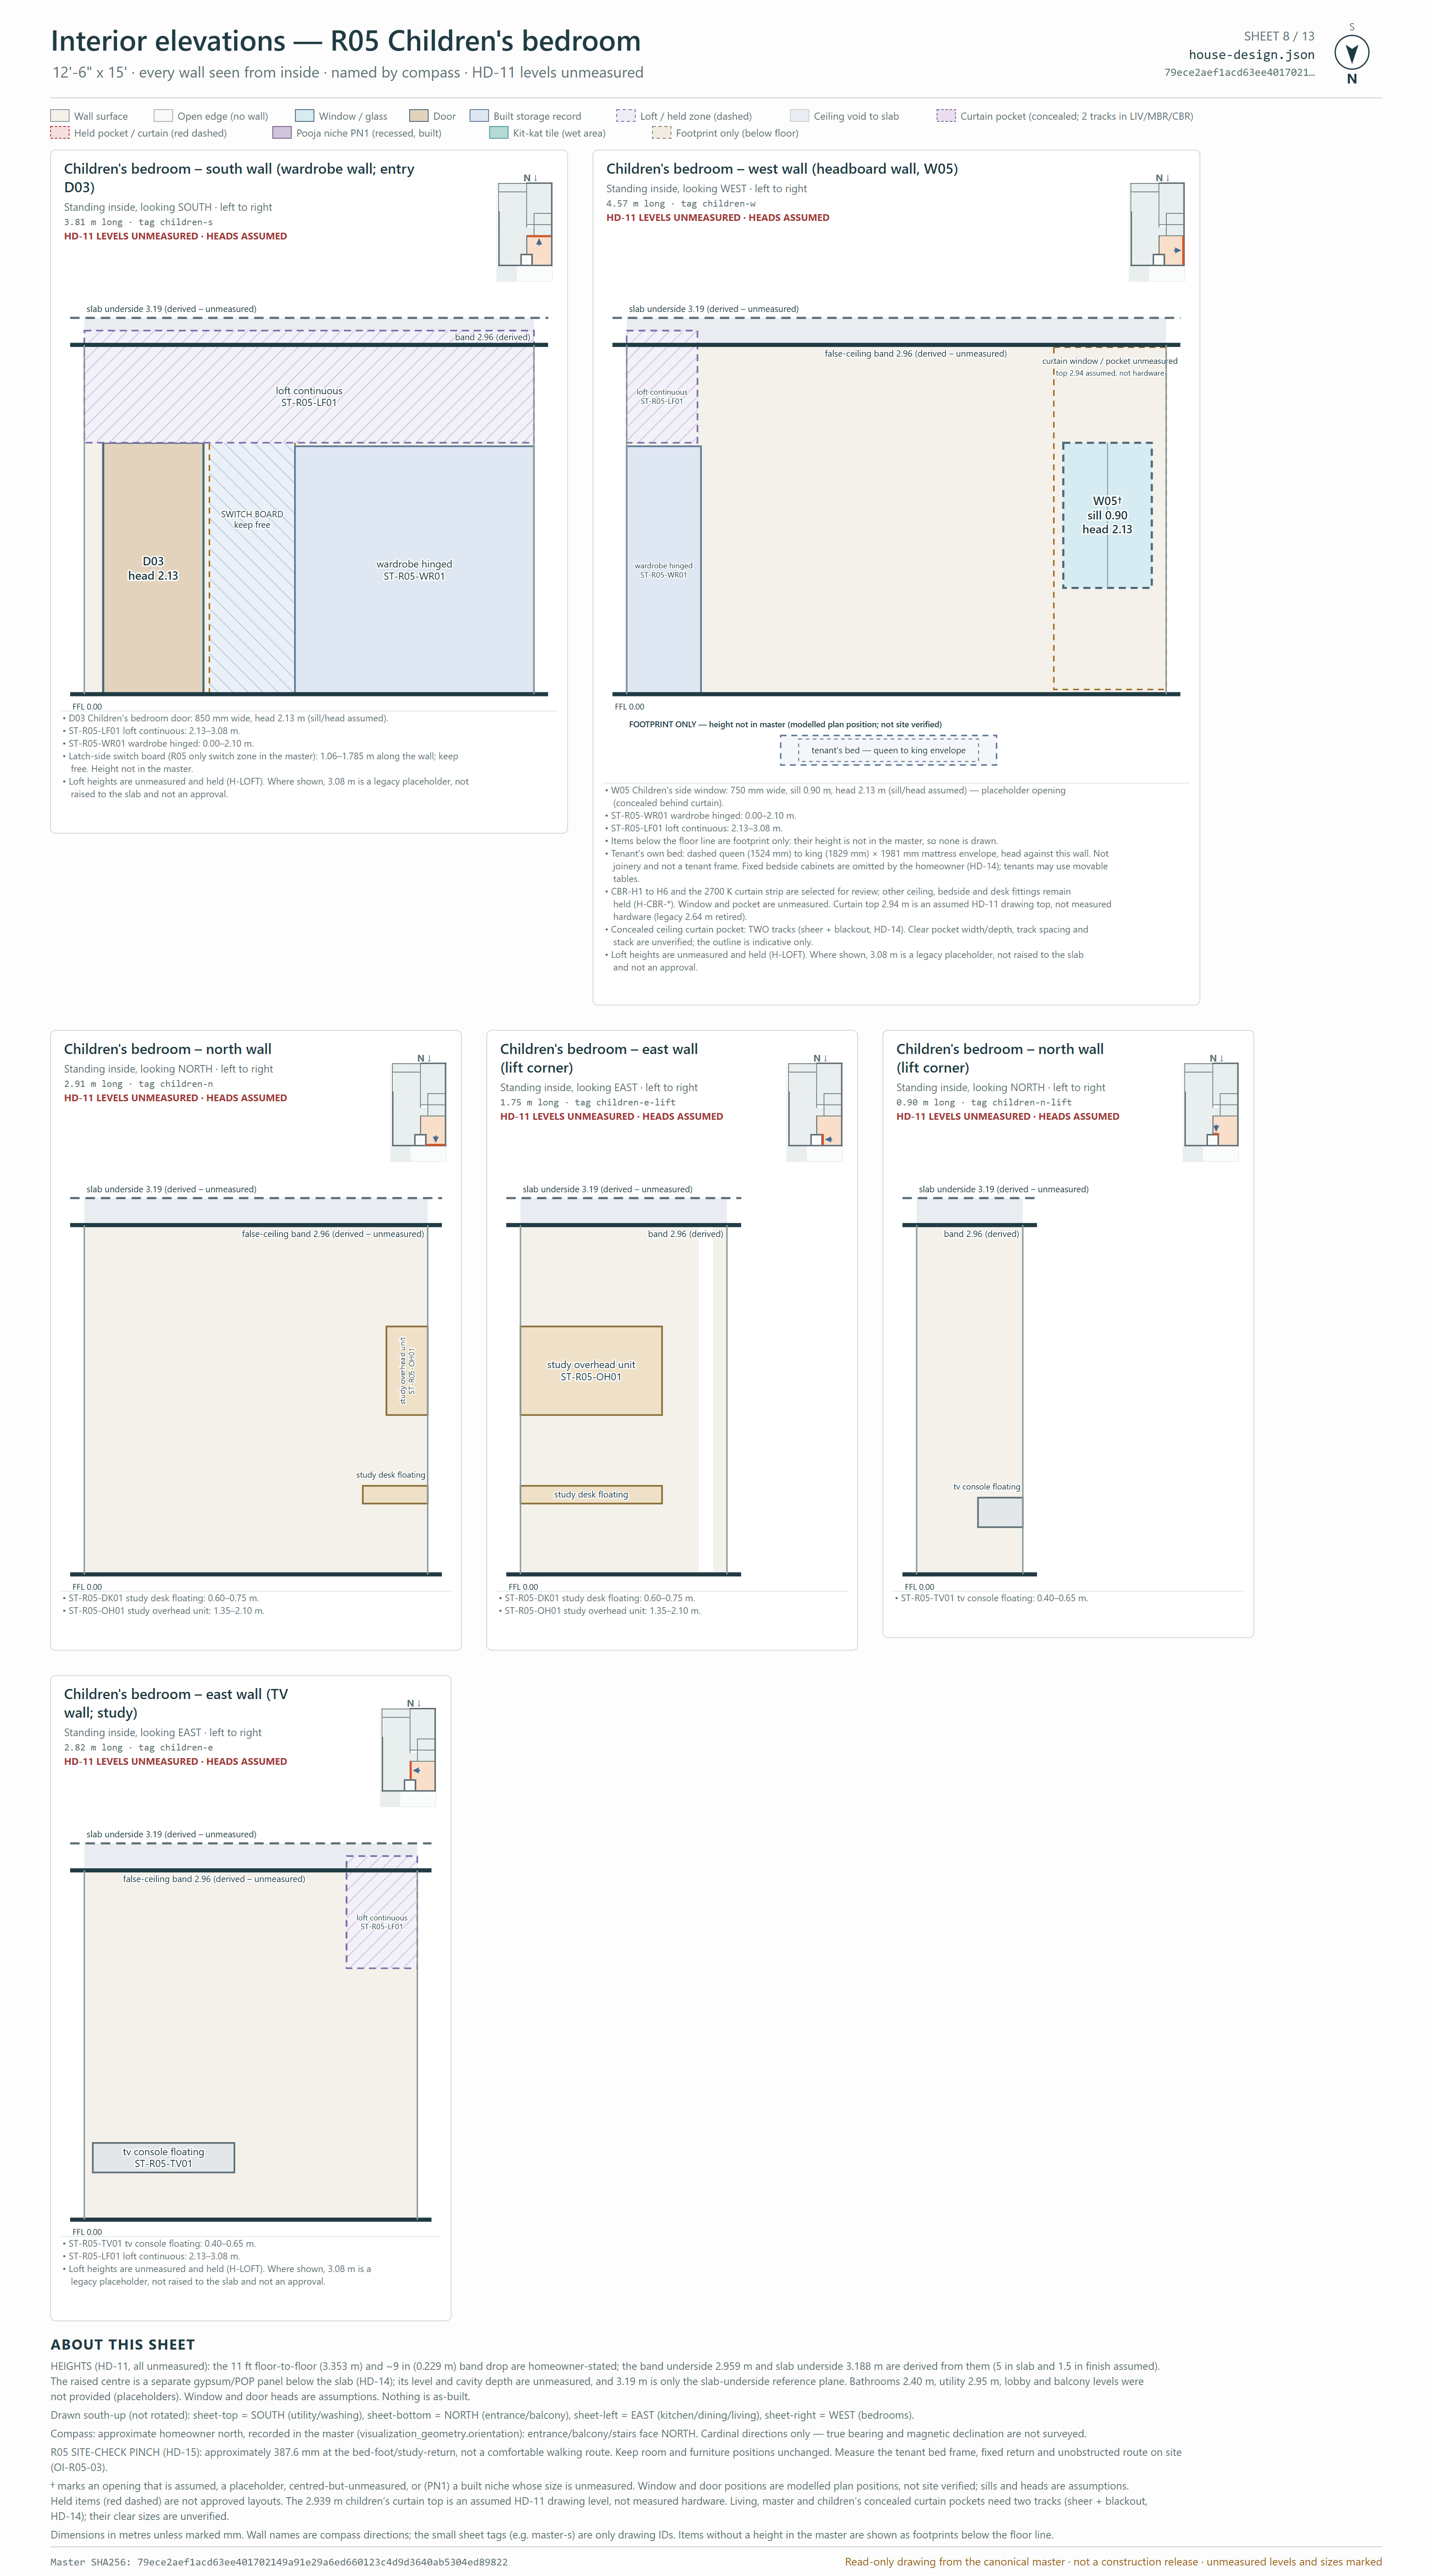 Interior elevations — R05 Children's bedroom
12'-6" x 15' · every wall seen from inside · named by compass · HD-11 levels unmeasured
SHEET 8 / 13
house-design.json
79ece2aef1acd63ee4017021…
S
N
Wall surface
Open edge (no wall)
Window / glass
Door
Built storage record
Loft / held zone (dashed)
Ceiling void to slab
Curtain pocket (concealed; 2 tracks in LIV/MBR/CBR)
Held pocket / curtain (red dashed)
Pooja niche PN1 (recessed, built)
Kit-kat tile (wet area)
Footprint only (below floor)
Children's bedroom – south wall (wardrobe wall; entry
D03)
Standing inside, looking SOUTH · left to right
3.81 m long · tag children-s
HD-11 LEVELS UNMEASURED · HEADS ASSUMED
N ↓
slab underside 3.19 (derived – unmeasured)
band 2.96 (derived)
loft continuous
ST-R05-LF01
SWITCH BOARD
keep free
D03
head 2.13
wardrobe hinged
ST-R05-WR01
FFL 0.00
• D03 Children's bedroom door: 850 mm wide, head 2.13 m (sill/head assumed).
• ST-R05-LF01 loft continuous: 2.13–3.08 m.
• ST-R05-WR01 wardrobe hinged: 0.00–2.10 m.
• Latch-side switch board (R05 only switch zone in the master): 1.06–1.785 m along the wall; keep
free. Height not in the master.
• Loft heights are unmeasured and held (H-LOFT). Where shown, 3.08 m is a legacy placeholder, not
raised to the slab and not an approval.
Children's bedroom – west wall (headboard wall, W05)
Standing inside, looking WEST · left to right
4.57 m long · tag children-w
HD-11 LEVELS UNMEASURED · HEADS ASSUMED
N ↓
slab underside 3.19 (derived – unmeasured)
false-ceiling band 2.96 (derived – unmeasured)
curtain window / pocket unmeasured
top 2.94 assumed, not hardware
loft continuous
ST-R05-LF01
W05†
sill 0.90
head 2.13
wardrobe hinged
ST-R05-WR01
FFL 0.00
FOOTPRINT ONLY — height not in master (modelled plan position; not site verified)
tenant's bed — queen to king envelope
• W05 Children's side window: 750 mm wide, sill 0.90 m, head 2.13 m (sill/head assumed) — placeholder opening
(concealed behind curtain).
• ST-R05-WR01 wardrobe hinged: 0.00–2.10 m.
• ST-R05-LF01 loft continuous: 2.13–3.08 m.
• Items below the floor line are footprint only: their height is not in the master, so none is drawn.
• Tenant's own bed: dashed queen (1524 mm) to king (1829 mm) × 1981 mm mattress envelope, head against this wall. Not
joinery and not a tenant frame. Fixed bedside cabinets are omitted by the homeowner (HD-14); tenants may use movable
tables.
• CBR-H1 to H6 and the 2700 K curtain strip are selected for review; other ceiling, bedside and desk fittings remain
held (H-CBR-*). Window and pocket are unmeasured. Curtain top 2.94 m is an assumed HD-11 drawing top, not measured
hardware (legacy 2.64 m retired).
• Concealed ceiling curtain pocket: TWO tracks (sheer + blackout, HD-14). Clear pocket width/depth, track spacing and
stack are unverified; the outline is indicative only.
• Loft heights are unmeasured and held (H-LOFT). Where shown, 3.08 m is a legacy placeholder, not raised to the slab
and not an approval.
Children's bedroom – north wall
Standing inside, looking NORTH · left to right
2.91 m long · tag children-n
HD-11 LEVELS UNMEASURED · HEADS ASSUMED
N ↓
slab underside 3.19 (derived – unmeasured)
false-ceiling band 2.96 (derived – unmeasured)
study overhead unit
ST-R05-OH01
study desk floating
FFL 0.00
• ST-R05-DK01 study desk floating: 0.60–0.75 m.
• ST-R05-OH01 study overhead unit: 1.35–2.10 m.
Children's bedroom – east wall
(lift corner)
Standing inside, looking EAST · left to right
1.75 m long · tag children-e-lift
HD-11 LEVELS UNMEASURED · HEADS ASSUMED
N ↓
slab underside 3.19 (derived – unmeasured)
band 2.96 (derived)
study overhead unit
ST-R05-OH01
study desk floating
FFL 0.00
• ST-R05-DK01 study desk floating: 0.60–0.75 m.
• ST-R05-OH01 study overhead unit: 1.35–2.10 m.
Children's bedroom – north wall
(lift corner)
Standing inside, looking NORTH · left to right
0.90 m long · tag children-n-lift
HD-11 LEVELS UNMEASURED · HEADS ASSUMED
N ↓
slab underside 3.19 (derived – unmeasured)
band 2.96 (derived)
tv console floating
FFL 0.00
• ST-R05-TV01 tv console floating: 0.40–0.65 m.
Children's bedroom – east wall (TV
wall; study)
Standing inside, looking EAST · left to right
2.82 m long · tag children-e
HD-11 LEVELS UNMEASURED · HEADS ASSUMED
N ↓
slab underside 3.19 (derived – unmeasured)
false-ceiling band 2.96 (derived – unmeasured)
loft continuous
ST-R05-LF01
tv console floating
ST-R05-TV01
FFL 0.00
• ST-R05-TV01 tv console floating: 0.40–0.65 m.
• ST-R05-LF01 loft continuous: 2.13–3.08 m.
• Loft heights are unmeasured and held (H-LOFT). Where shown, 3.08 m is a
legacy placeholder, not raised to the slab and not an approval.
ABOUT THIS SHEET
HEIGHTS (HD-11, all unmeasured): the 11 ft floor-to-floor (3.353 m) and ~9 in (0.229 m) band drop are homeowner-stated; the band underside 2.959 m and slab underside 3.188 m are derived from them (5 in slab and 1.5 in finish assumed).
The raised centre is a separate gypsum/POP panel below the slab (HD-14); its level and cavity depth are unmeasured, and 3.19 m is only the slab-underside reference plane. Bathrooms 2.40 m, utility 2.95 m, lobby and balcony levels were
not provided (placeholders). Window and door heads are assumptions. Nothing is as-built.
Drawn south-up (not rotated): sheet-top = SOUTH (utility/washing), sheet-bottom = NORTH (entrance/balcony), sheet-left = EAST (kitchen/dining/living), sheet-right = WEST (bedrooms).
Compass: approximate homeowner north, recorded in the master (visualization_geometry.orientation): entrance/balcony/stairs face NORTH. Cardinal directions only — true bearing and magnetic declination are not surveyed.
R05 SITE-CHECK PINCH (HD-15): approximately 387.6 mm at the bed-foot/study-return, not a comfortable walking route. Keep room and furniture positions unchanged. Measure the tenant bed frame, fixed return and unobstructed route on site
(OI-R05-03).
† marks an opening that is assumed, a placeholder, centred-but-unmeasured, or (PN1) a built niche whose size is unmeasured. Window and door positions are modelled plan positions, not site verified; sills and heads are assumptions.
Held items (red dashed) are not approved layouts. The 2.939 m children's curtain top is an assumed HD-11 drawing level, not measured hardware. Living, master and children's concealed curtain pockets need two tracks (sheer + blackout,
HD-14); their clear sizes are unverified.
Dimensions in metres unless marked mm. Wall names are compass directions; the small sheet tags (e.g. master-s) are only drawing IDs. Items without a height in the master are shown as footprints below the floor line.
Master SHA256: 79ece2aef1acd63ee401702149a91e29a6ed660123c4d9d3640ab5304ed89822
Read-only drawing from the canonical master · not a construction release · unmeasured levels and sizes marked